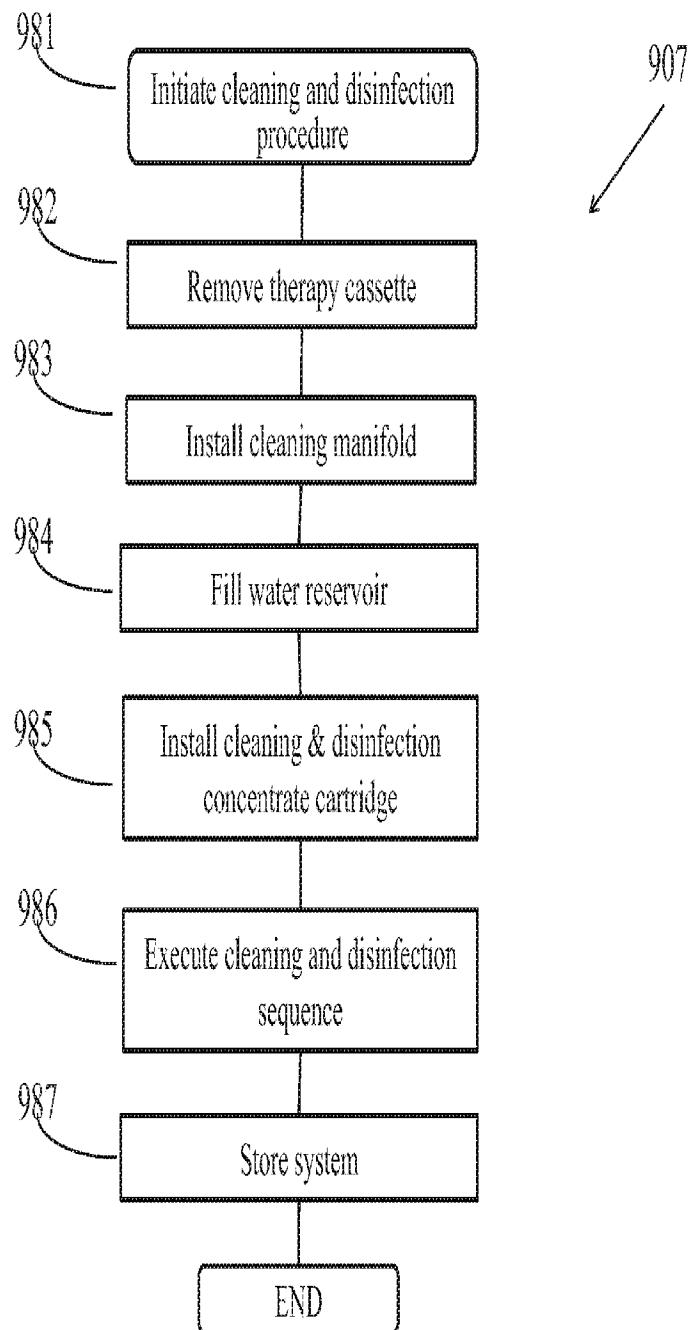 981
907
Initiate cleaning and disinfection
procedure
982
Remove therapy cassette
983
Install cleaning manifold
984
Fill water reservoir
985
Install cleaning & disinfection
concentrate cartridge
986
Execute cleaning and disinfection
sequence
987
Store system
END